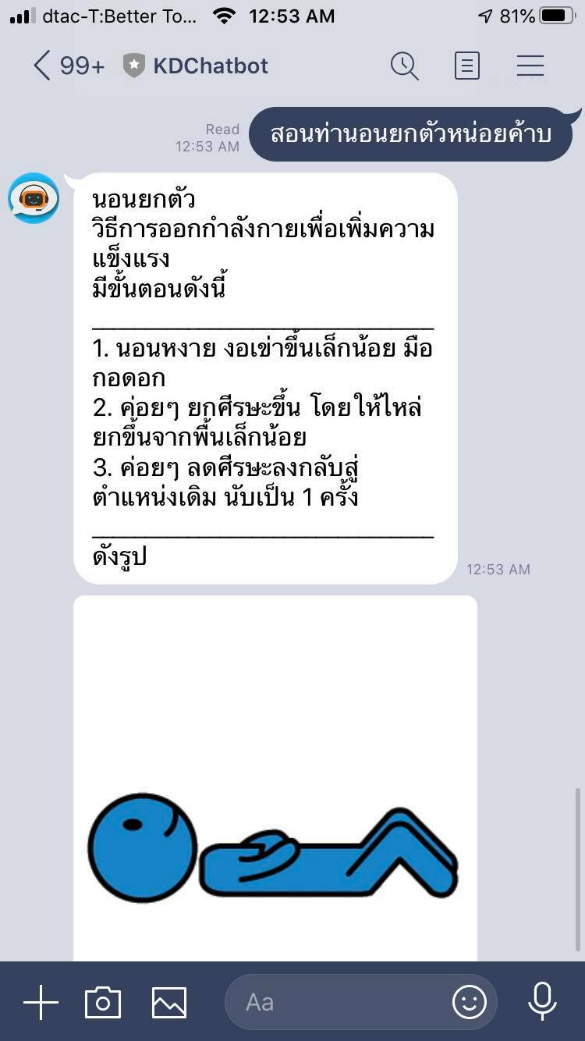 dtac-T:Better To... 12:53 AM 81%
99+ KDChatbot
Read
12:53 AM
สอนท่านอนยกตัวหน่อยค้าบ
นอนยกตัว
วิธีการออกกำลังกายเพื่อเพิ่มความ
แข็งแรง
มีขั้นตอนดังนี้
1. นอนหงาย งอเข่าขึ้นเล็กน้อย มือ
กอดอก
2. ค่อยๆ ยกศีรษะขึ้น โดยให้ไหล่
ยกขึ้นจากพื้นเล็กน้อย
3. ค่อยๆ ลดศีรษะลงกลับสู่
ตำแหน่งเดิม นับเป็น 1 ครั้ง
ดังรูป
12:53 AM
Aa